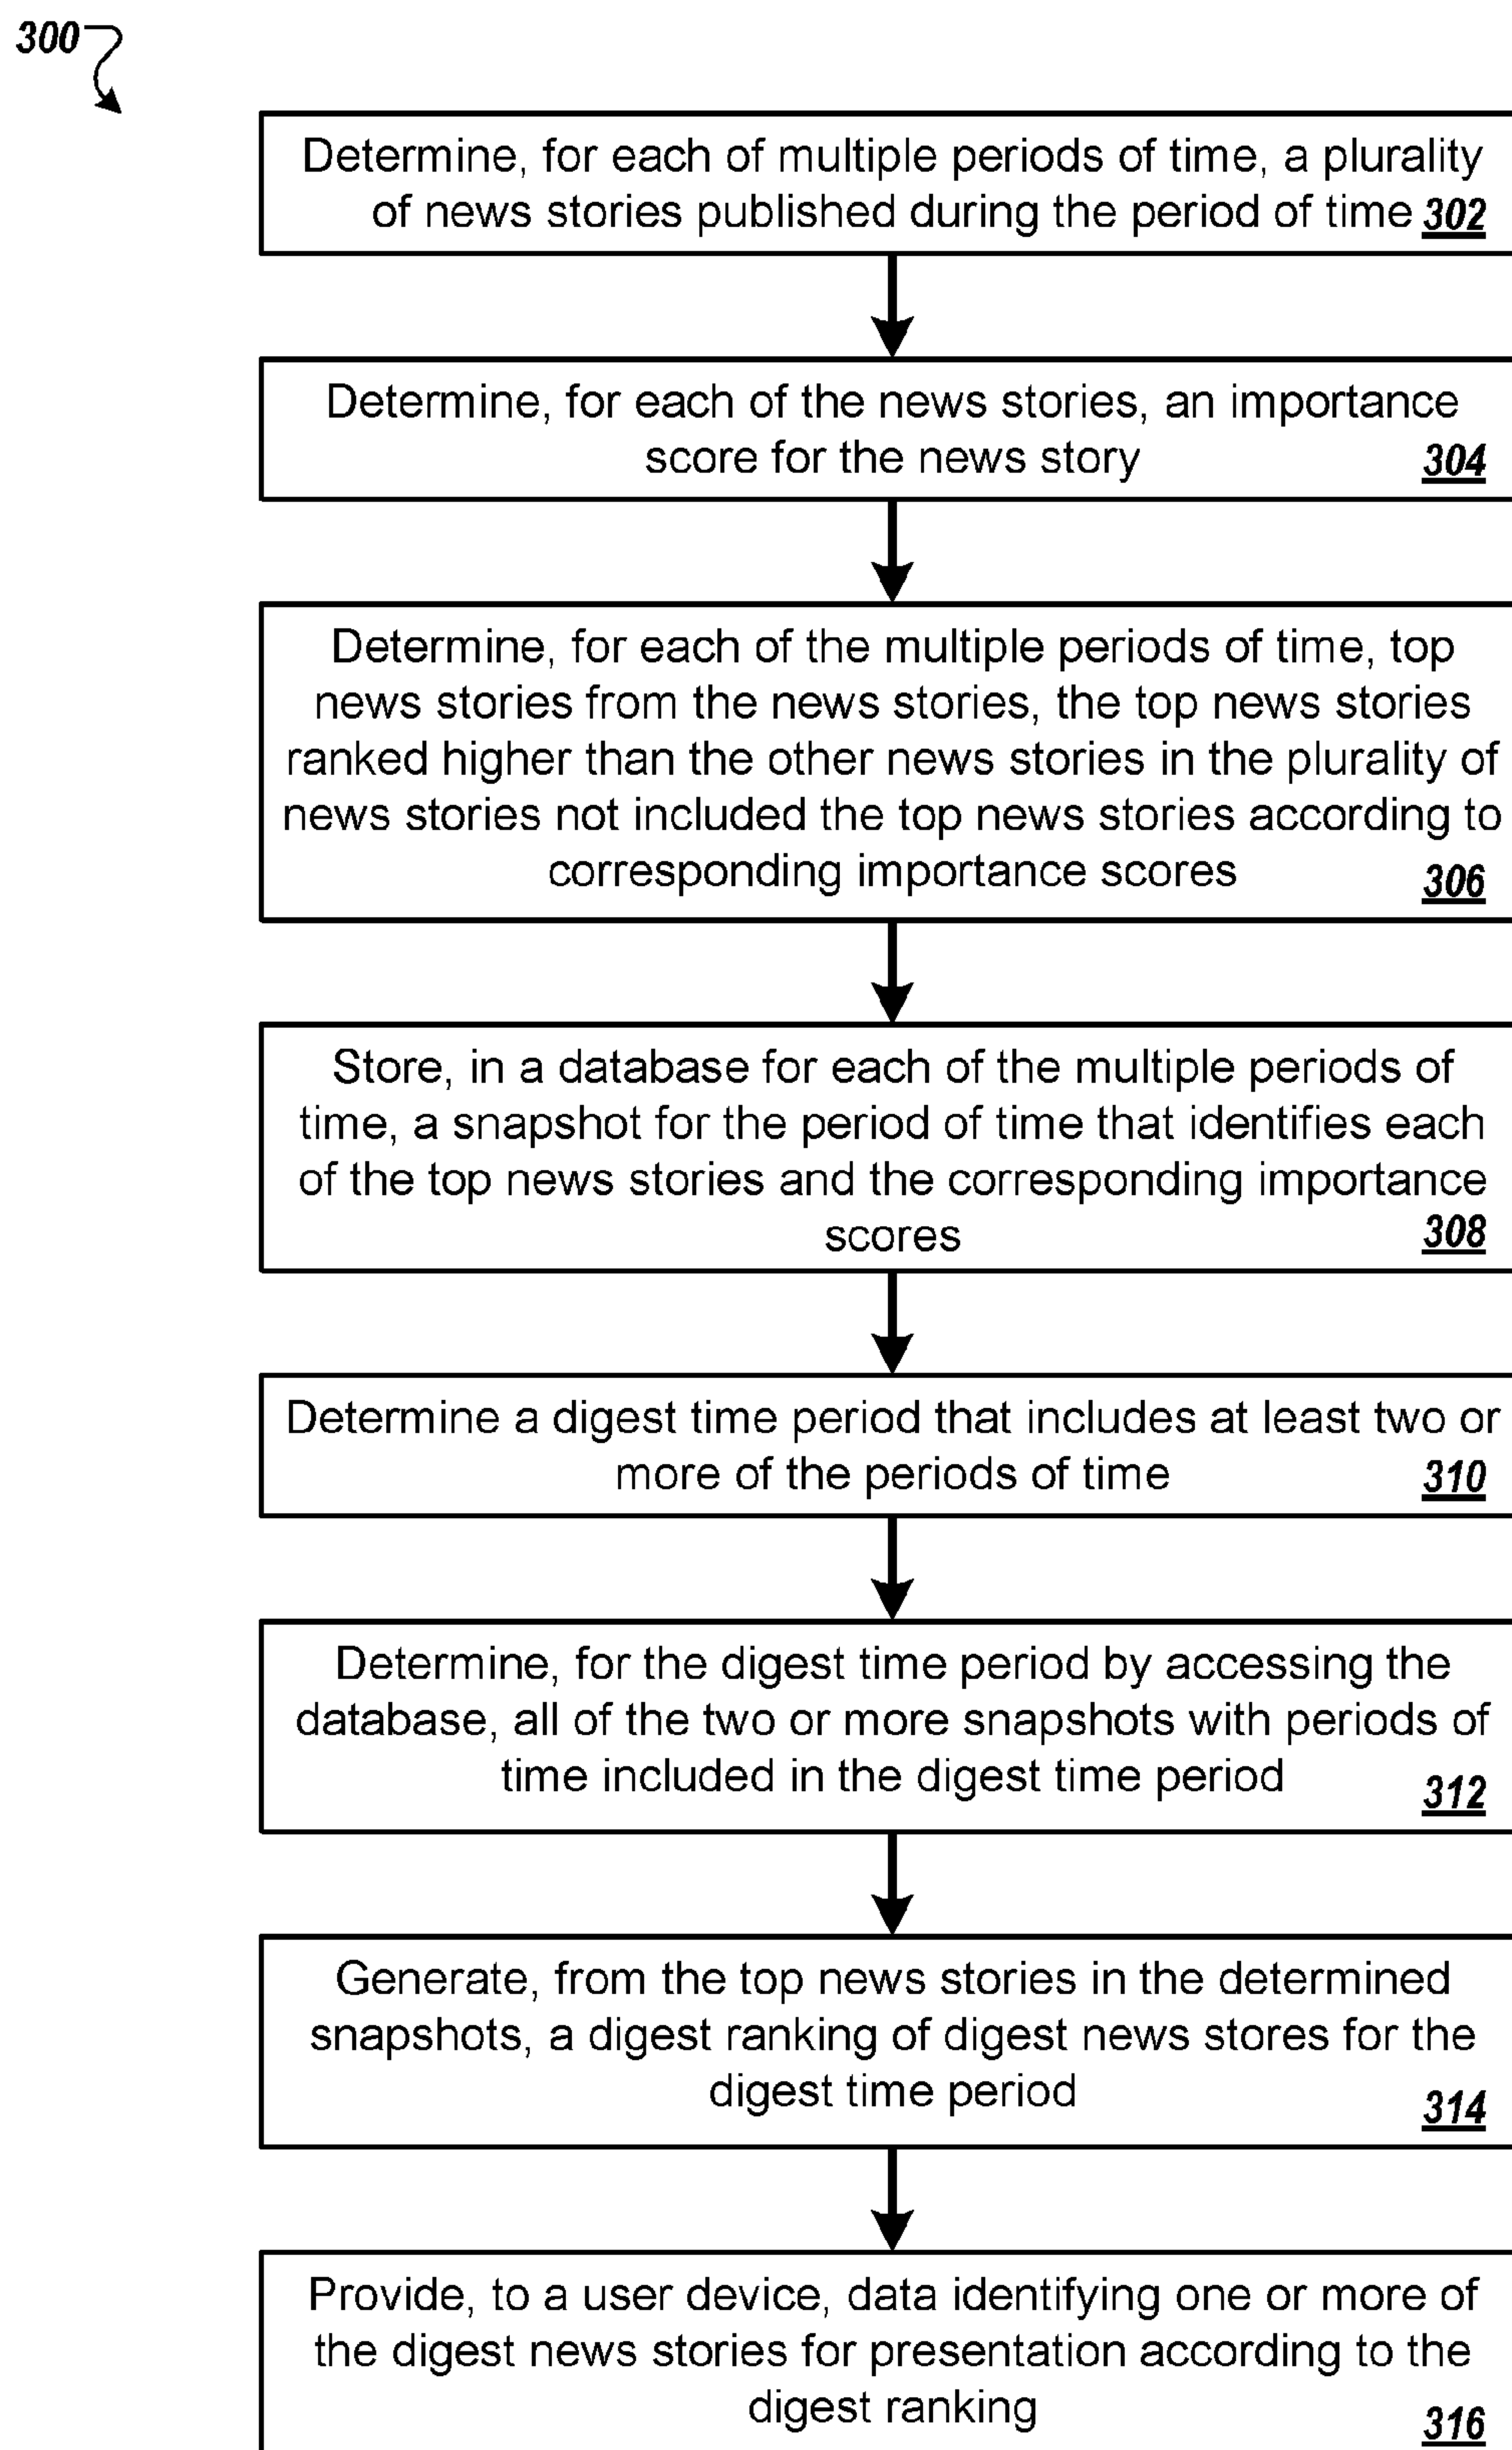 300
Determine, for each of multiple periods of time, a plurality
of news stories published during the period of time 302
Determine, for each of the news stories, an importance
score for the news story 304
Determine, for each of the multiple periods of time, top
news stories from the news stories, the top news stories
ranked higher than the other news stories in the plurality of
news stories not included the top news stories according to
corresponding importance scores 306
Store, in a database for each of the multiple periods of
time, a snapshot for the period of time that identifies each
of the top news stories and the corresponding importance
scores 308
Determine a digest time period that includes at least two or
more of the periods of time 310
Determine, for the digest time period by accessing the
database, all of the two or more snapshots with periods of
time included in the digest time period 312
Generate, from the top news stories in the determined
snapshots, a digest ranking of digest news stores for the
digest time period 314
Provide, to a user device, data identifying one or more of
the digest news stories for presentation according to the
digest ranking 316